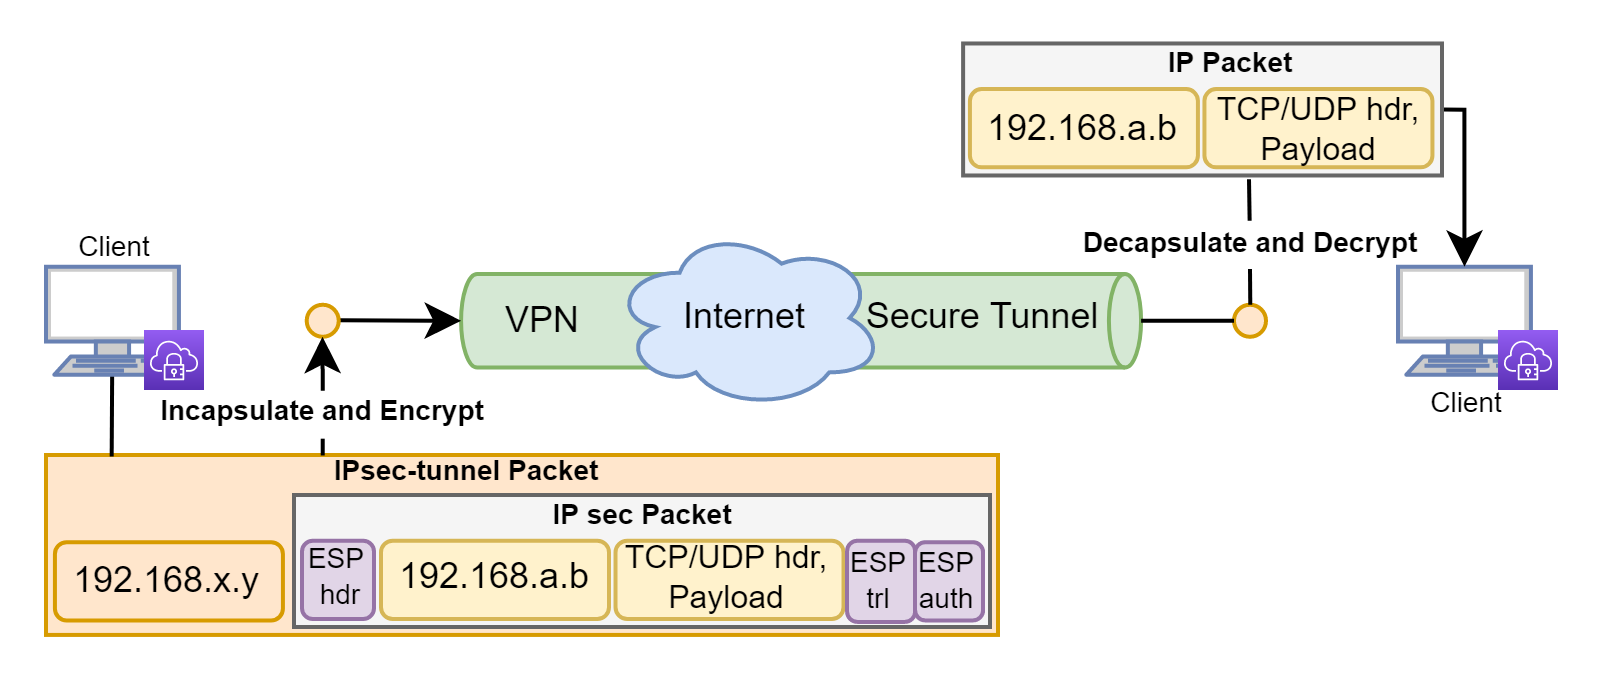 IP Packet
192.168.a.b
TCP/UDP hdr,
Payload
Decapsulate and Decrypt
Client
VPN
Internet
Secure Tunnel
Client
Incapsulate and Encrypt
IPsec-tunnel Packet
IP sec Packet
192.168.x.y
ESP
hdr
192.168.a.b
TCP/UDP hdr,
Payload
ESP
trl
ESP
auth